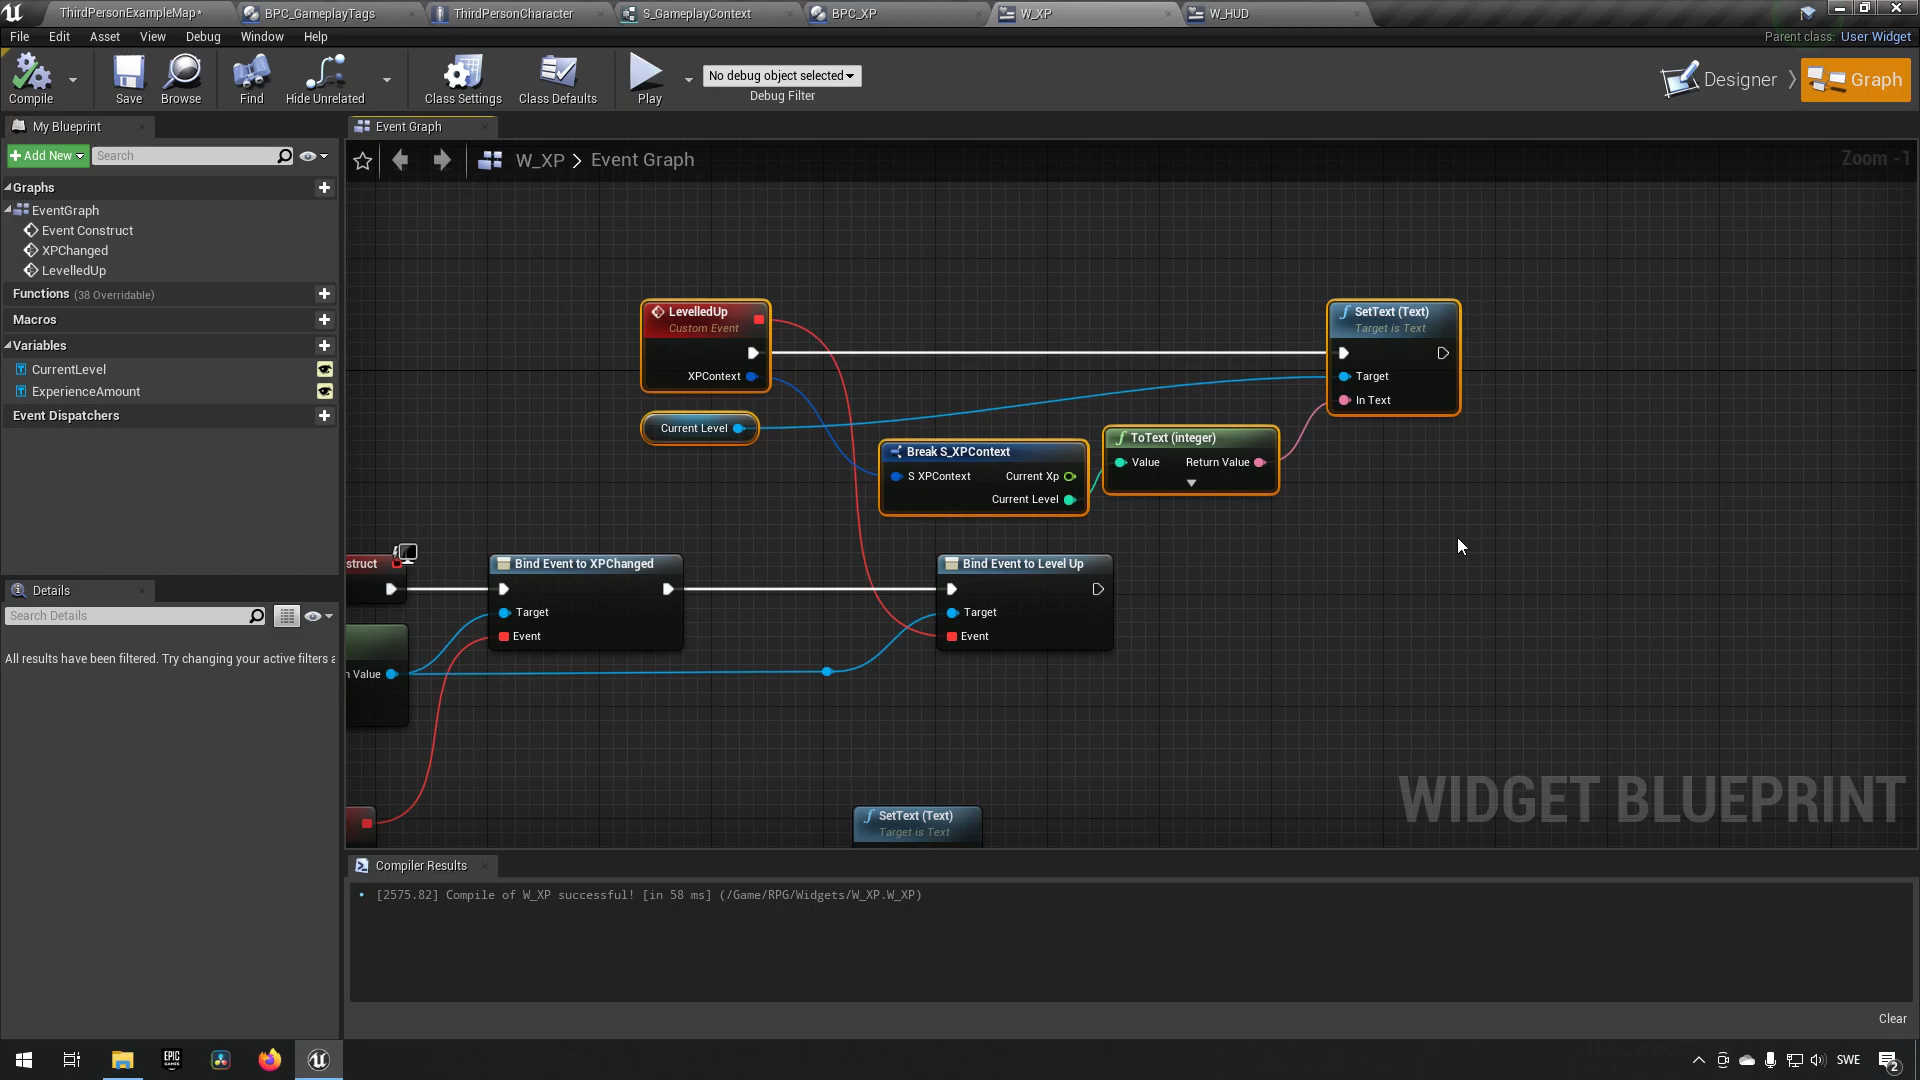 ThirdPersonExampleMap*
BPC_GameplayTags
ThirdPersonCharacter
S_GameplayContext
BPC_XP
W_XP
W_HUD
File
Edit
Asset
View
Debug
Window
Help
Parent class: User Widget
Compile
Save
Browse
Find
Hide Unrelated
Class Settings
Class Defaults
Play
No debug object selected
Debug Filter
Designer
Graph
My Blueprint
Event Graph
Add New
Search
W_XP > Event Graph
Zoom -1
Graphs
EventGraph
Event Construct
XPChanged
LevelledUp
Functions (38 Overridable)
Macros
Variables
CurrentLevel
ExperienceAmount
Event Dispatchers
LevelledUp
Custom Event
XPContext
Current Level
SetText (Text)
Target is Text
Target
In Text
Break S_XPContext
S XPContext
Current Xp
Current Level
ToText (integer)
Value
Return Value
struct
Bind Event to XPChanged
Target
Event
Bind Event to Level Up
Target
Event
n Value
SetText (Text)
Target is Text
WIDGET BLUEPRINT
Details
Search Details
All results have been filtered. Try changing your active filters a
Compiler Results
[2575.82] Compile of W_XP successful! [in 58 ms] (/Game/RPG/Widgets/W_XP.W_XP)
Clear
EPIC
GAMES
SWE
2